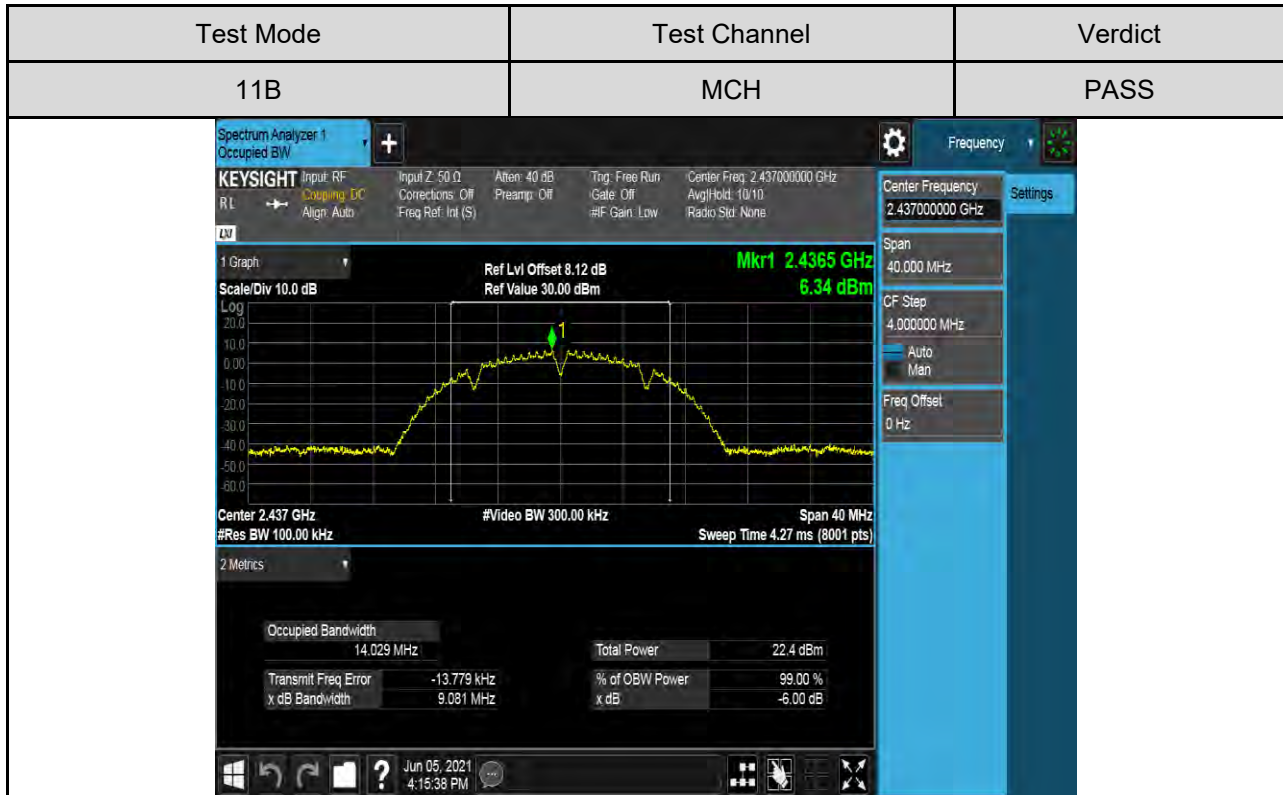 Test Mode Test Channel Verdict
11B MCH PASS
Spectrum Analyzer 1
Occupied BW
+
Frequency
KEYSIGHT Input: RF Input Z: 50 Ω Atten: 40 dB Trig: Free Run Center Freq: 2.437000000 GHz
RL Coupling: DC Corrections: Off Preamp: Off Gate: Off Avg|Hold: 10/10
Align: Auto Freq Ref: Int (S) #IF Gain: Low Radio Std: None
LXI
Center Frequency
2.437000000 GHz
Settings
Span
40.000 MHz
CF Step
4.000000 MHz
Auto
Man
Freq Offset
0 Hz
1 Graph
Scale/Div 10.0 dB
Ref Lvl Offset 8.12 dB
Ref Value 30.00 dBm
Mkr1 2.4365 GHz
6.34 dBm
Log
20.0
10.0
0.00
-10.0
-20.0
-30.0
-40.0
-50.0
-60.0
1
Center 2.437 GHz #Video BW 300.00 kHz Span 40 MHz
#Res BW 100.00 kHz Sweep Time 4.27 ms (8001 pts)
2 Metrics
Occupied Bandwidth
14.029 MHz
Total Power 22.4 dBm
Transmit Freq Error -13.779 kHz % of OBW Power 99.00 %
x dB Bandwidth 9.081 MHz x dB -6.00 dB
?
Jun 05, 2021
4:15:38 PM